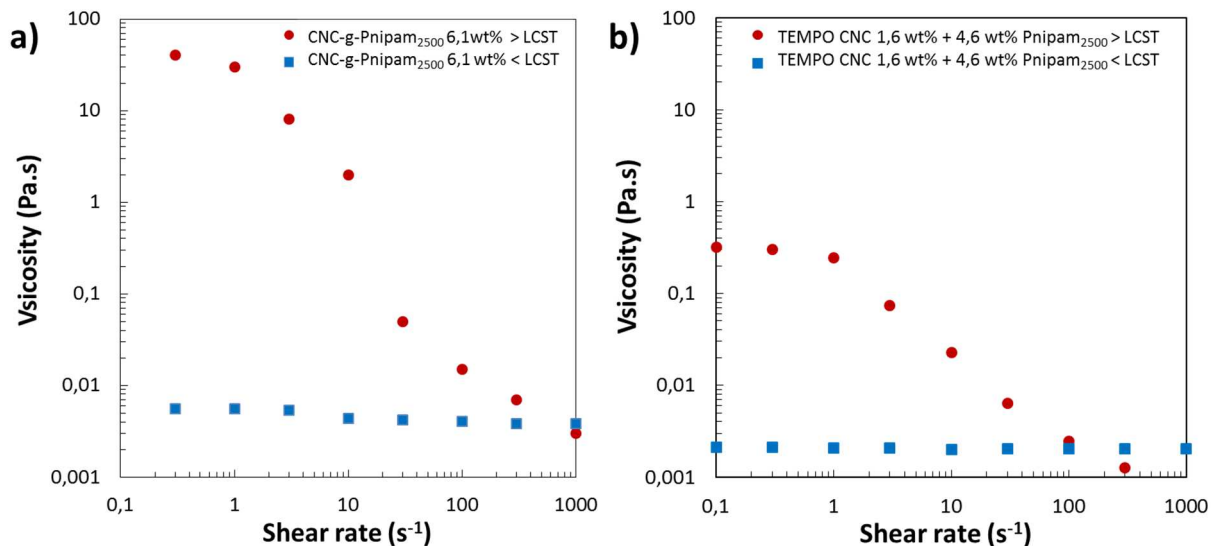 a)
CNC-g-Pnipam2500 6,1wt% > LCST
CNC-g-Pnipam2500 6,1 wt% < LCST
100
10
1
0,1
0,01
0,001
Vsicosity (Pa.s)
0,1 1 10 100 1000
Shear rate (s-1)
b)
TEMPO CNC 1,6 wt% + 4,6 wt% Pnipam2500 > LCST
TEMPO CNC 1,6 wt% + 4,6 wt% Pnipam2500 < LCST
100
10
1
0,1
0,01
0,001
Vsicosity (Pa.s)
0,1 1 10 100 1000
Shear rate (s-1)